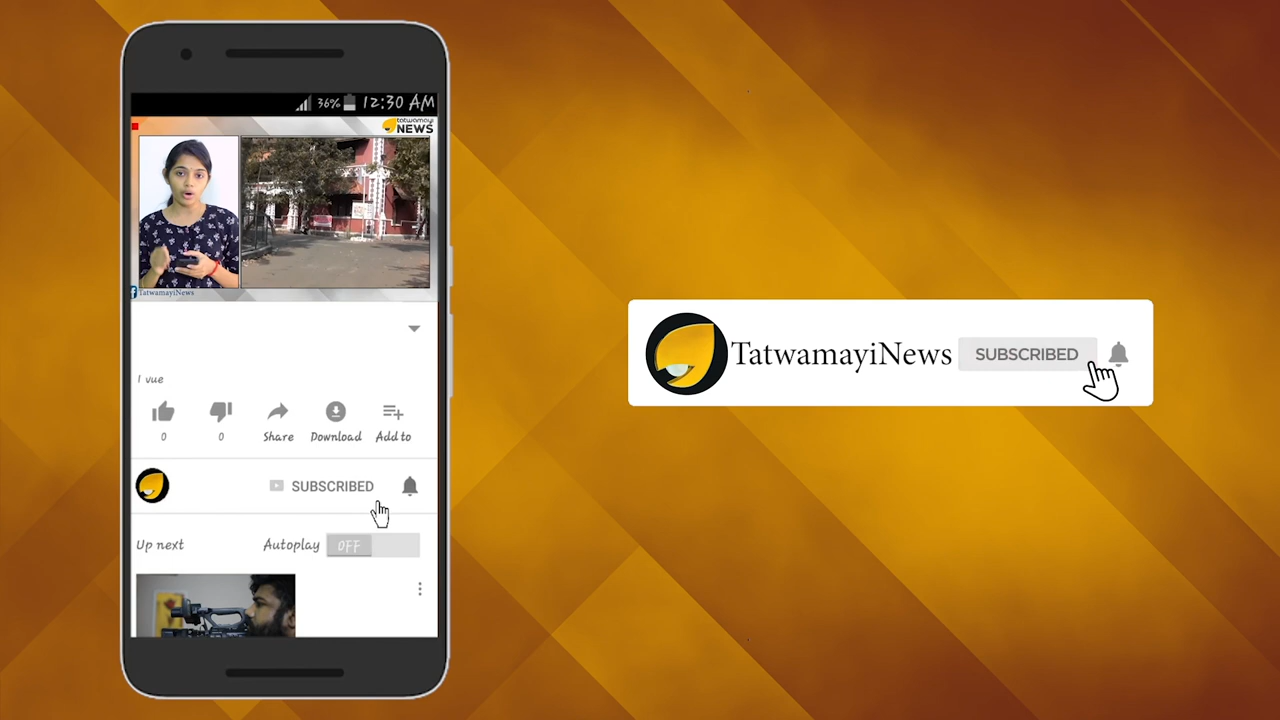 36% 12:30 AM
tatwamayi
NEWS
TatwamayiNews
1 vue
0 0 Share Download Add to
SUBSCRIBED
Up next Autoplay OFF
TatwamayiNews SUBSCRIBED